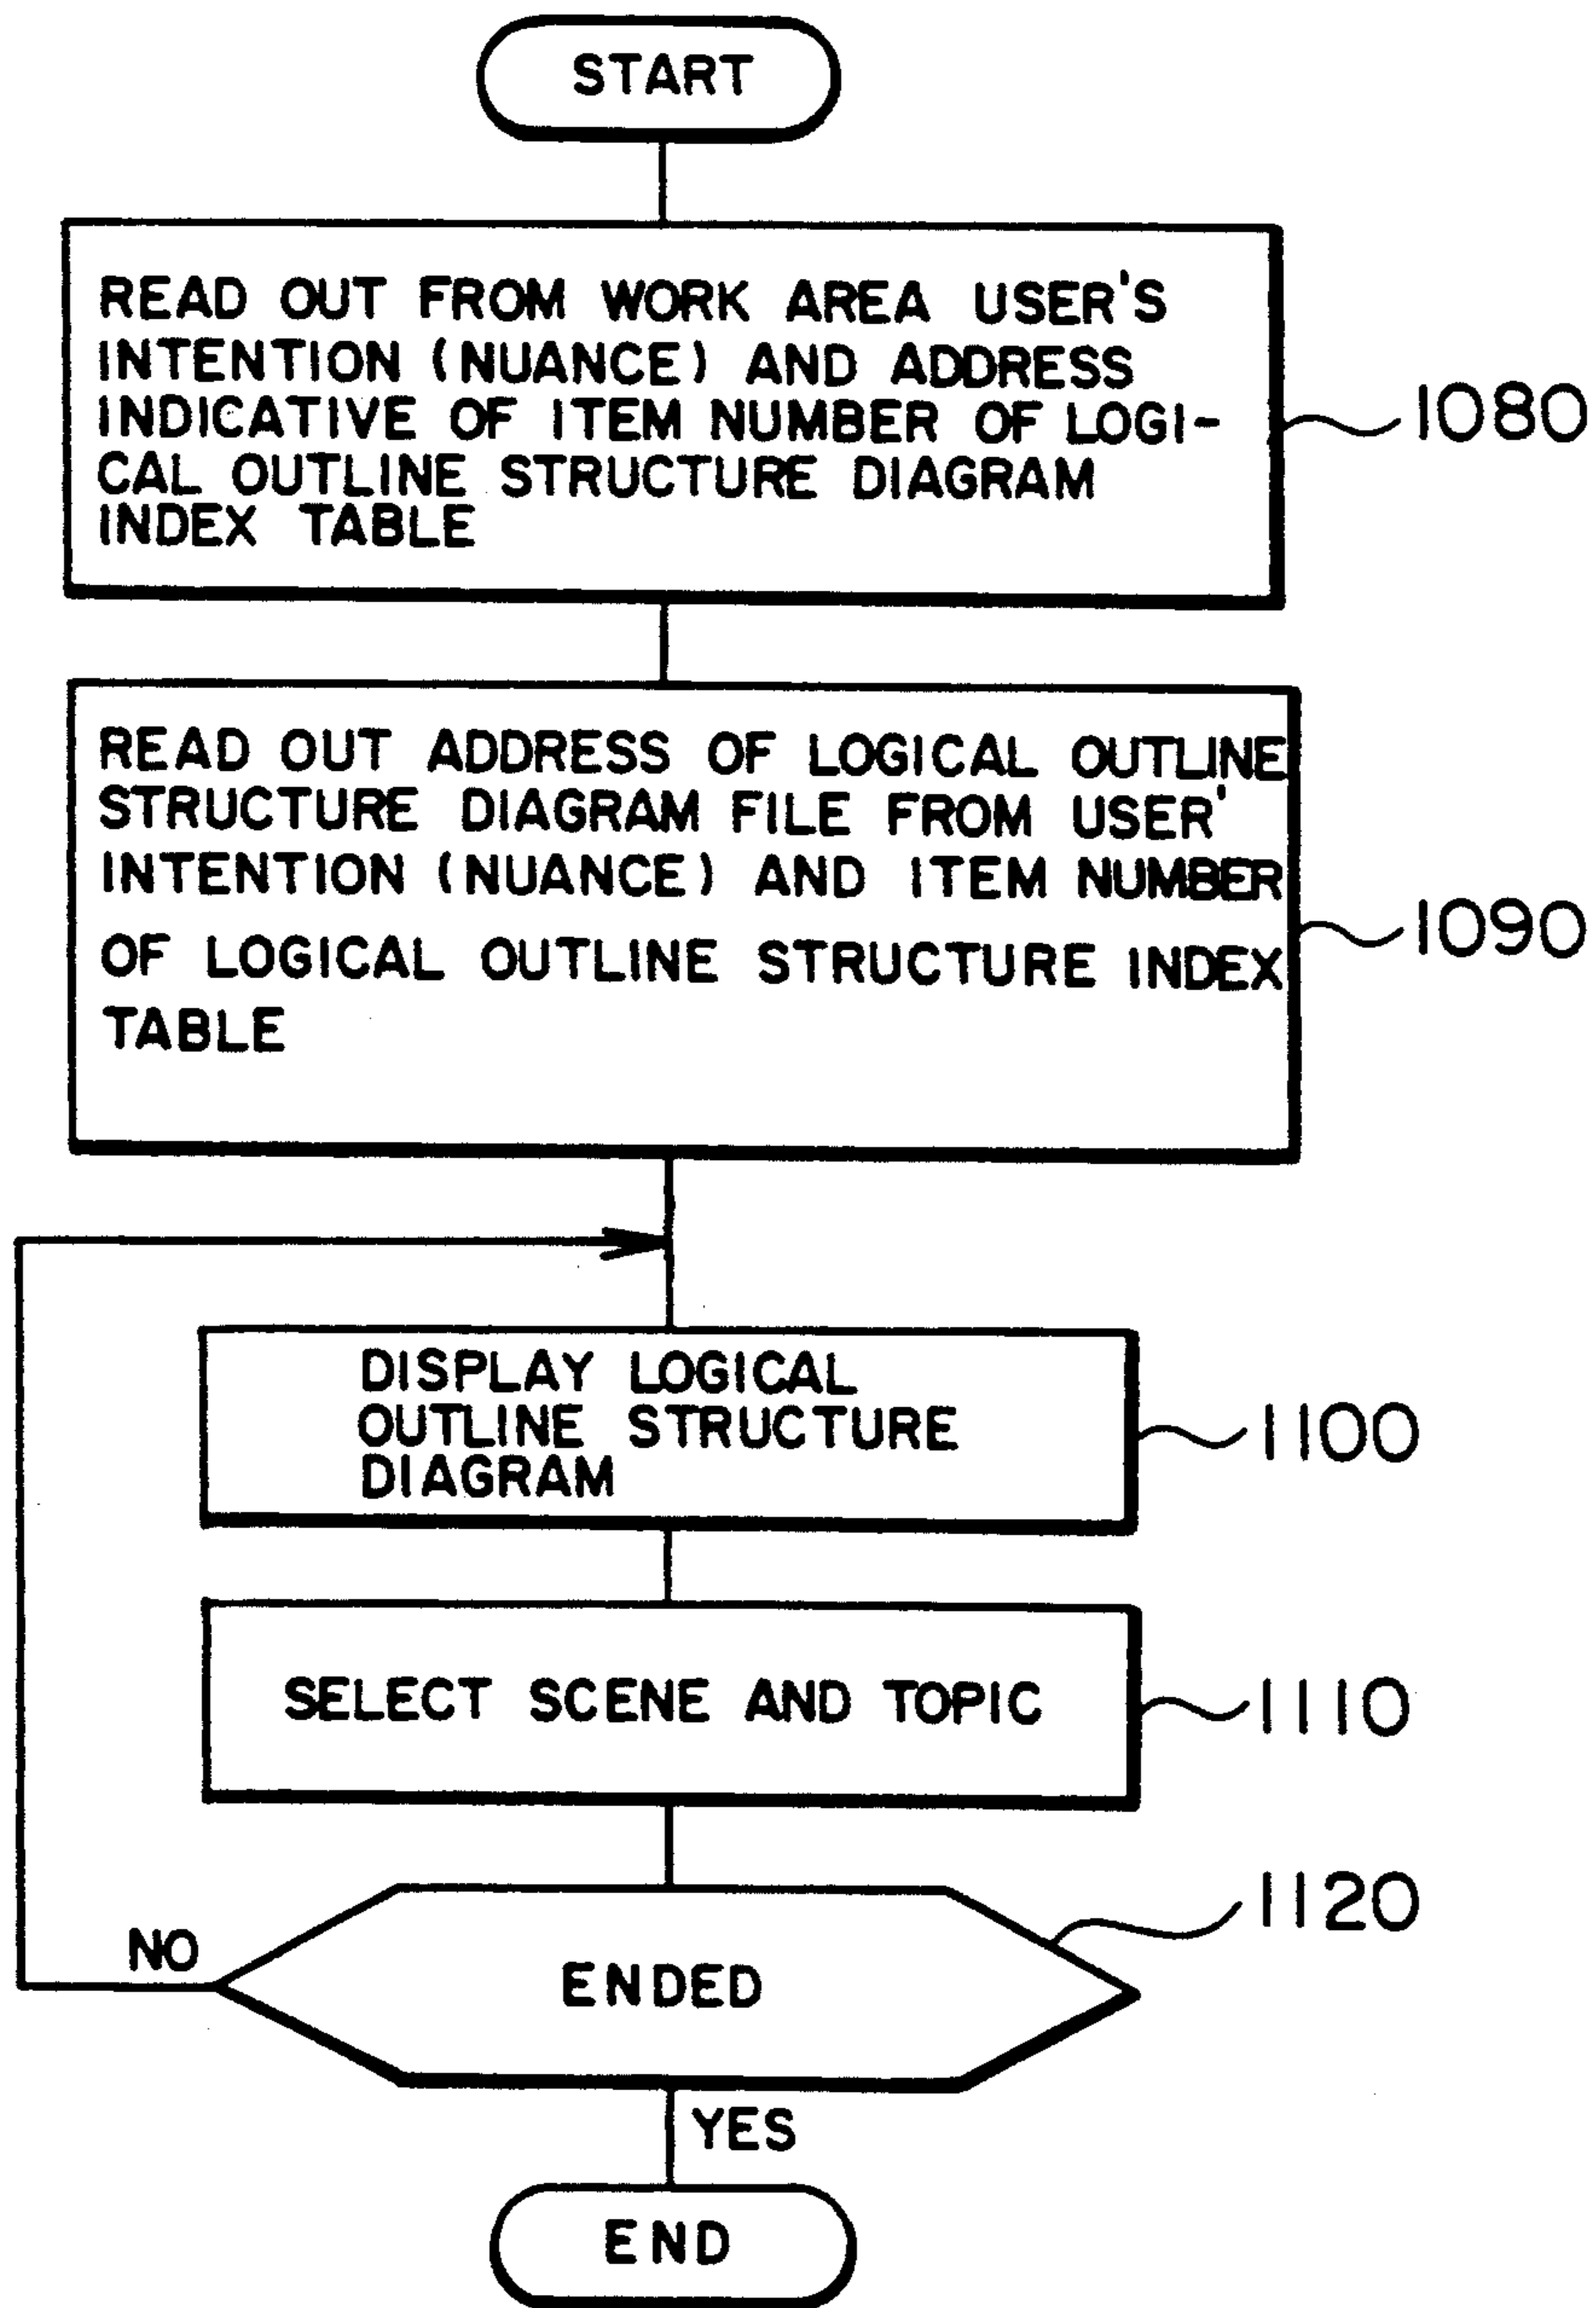 START
READ OUT FROM WORK AREA USER'S
INTENTION (NUANCE) AND ADDRESS
INDICATIVE OF ITEM NUMBER OF LOGI-
CAL OUTLINE STRUCTURE DIAGRAM
INDEX TABLE
1080
READ OUT ADDRESS OF LOGICAL OUTLINE
STRUCTURE DIAGRAM FILE FROM USER'
INTENTION (NUANCE) AND ITEM NUMBER
OF LOGICAL OUTLINE STRUCTURE INDEX
TABLE
1090
DISPLAY LOGICAL
OUTLINE STRUCTURE
DIAGRAM
1100
SELECT SCENE AND TOPIC
1110
1120
NO
ENDED
YES
END